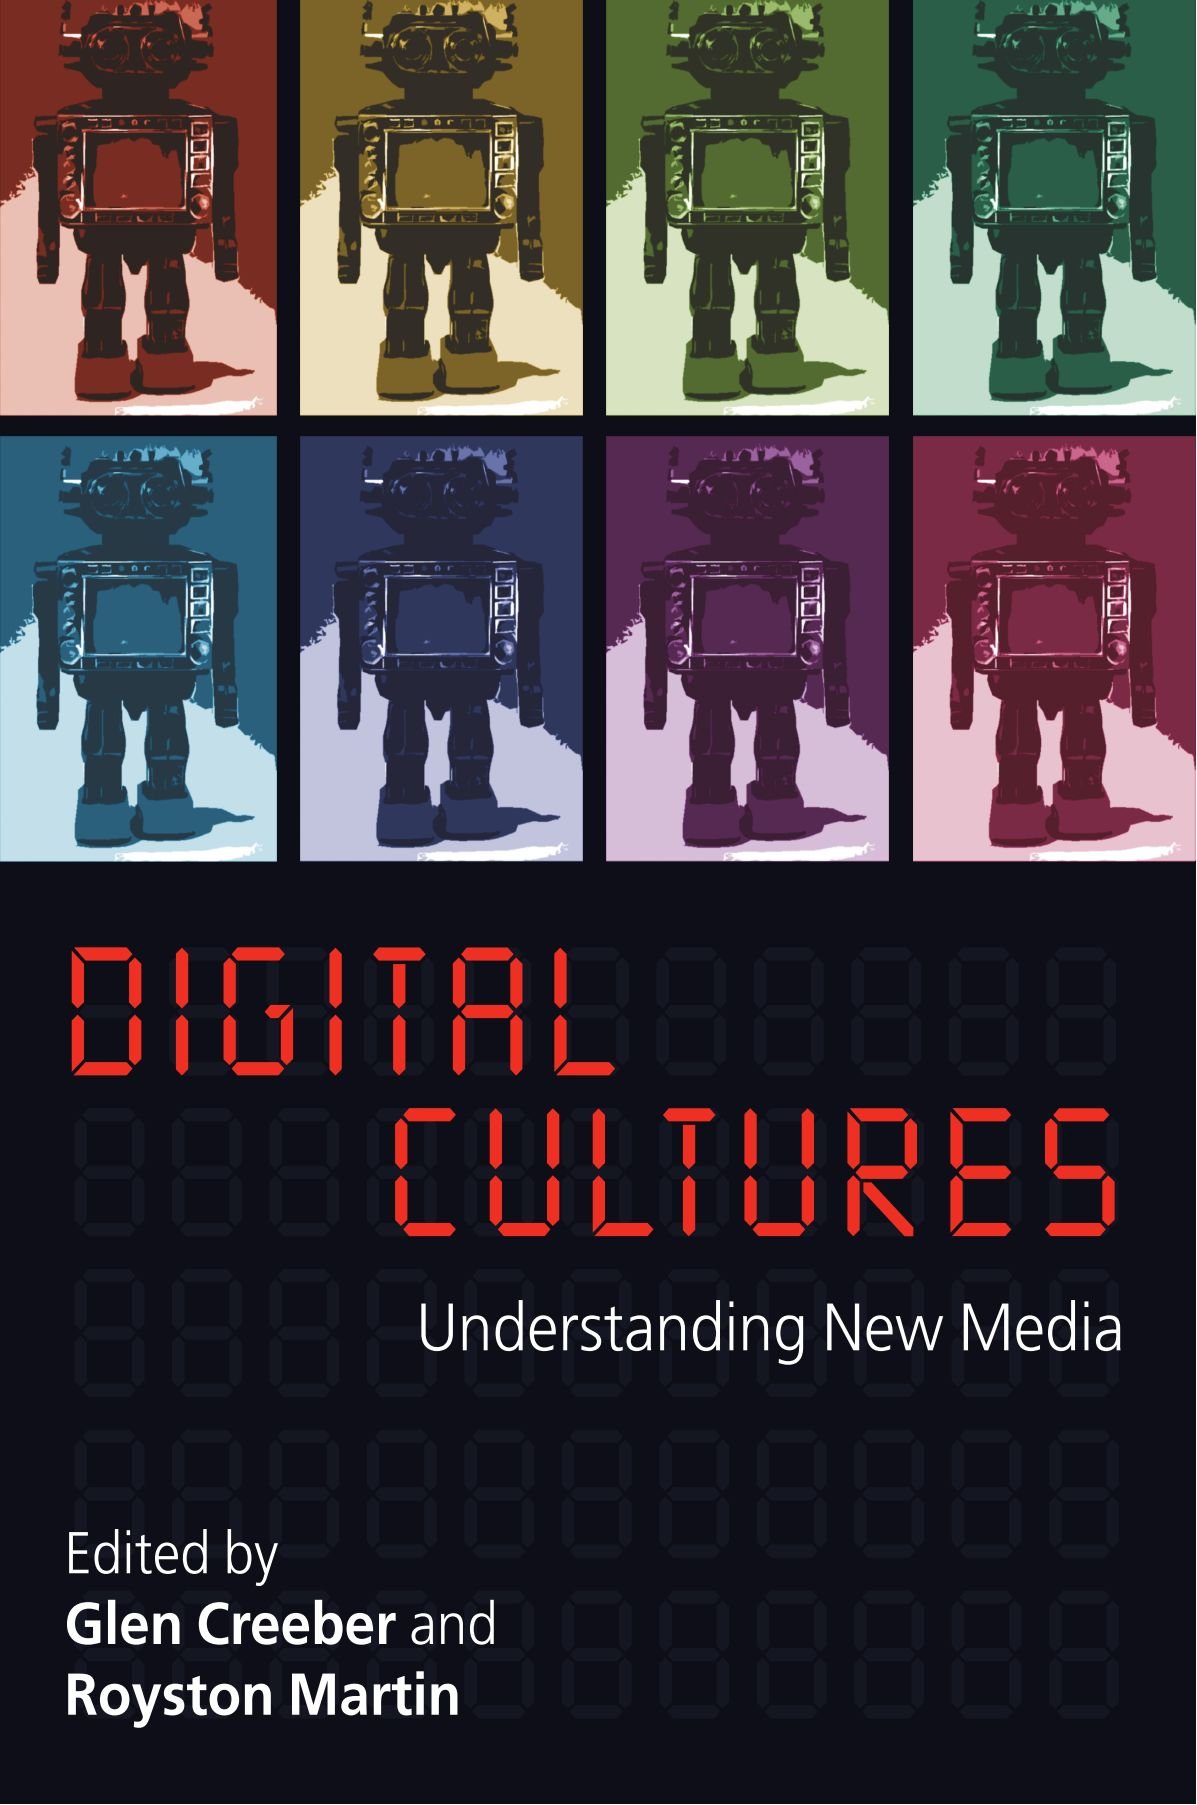 DIGITAL
CULTURES
Understanding New Media
Edited by
Glen Creeber and
Royston Martin